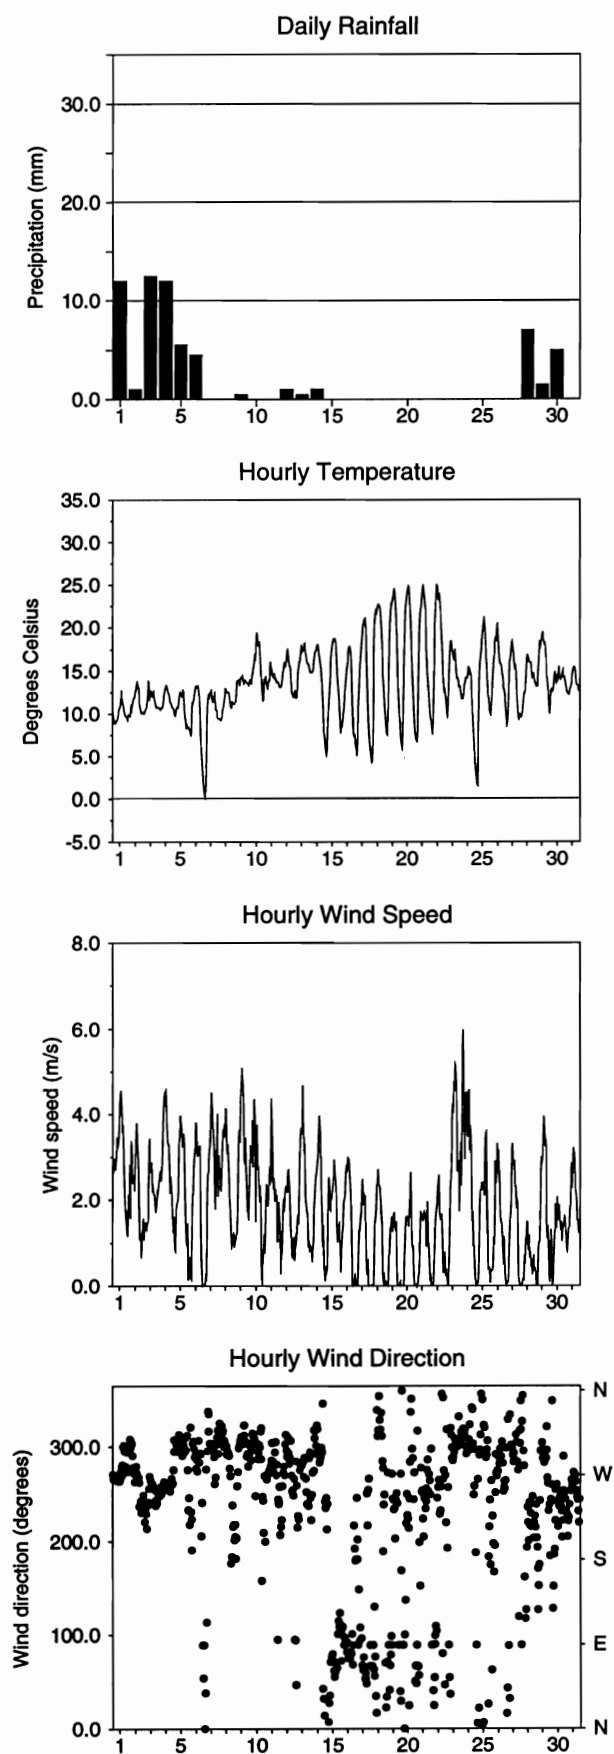 Daily Rainfall
Precipitation (mm)
30.0
20.0
10.0
0.0
1 5 10 15 20 25 30
Hourly Temperature
Degrees Celsius
35.0
30.0
25.0
20.0
15.0
10.0
5.0
0.0
-5.0
1 5 10 15 20 25 30
Hourly Wind Speed
Wind speed (m/s)
8.0
6.0
4.0
2.0
0.0
1 5 10 15 20 25 30
Hourly Wind Direction
Wind direction (degrees)
N
300.0 W
200.0 S
100.0 E
0.0 N
1 5 10 15 20 25 30